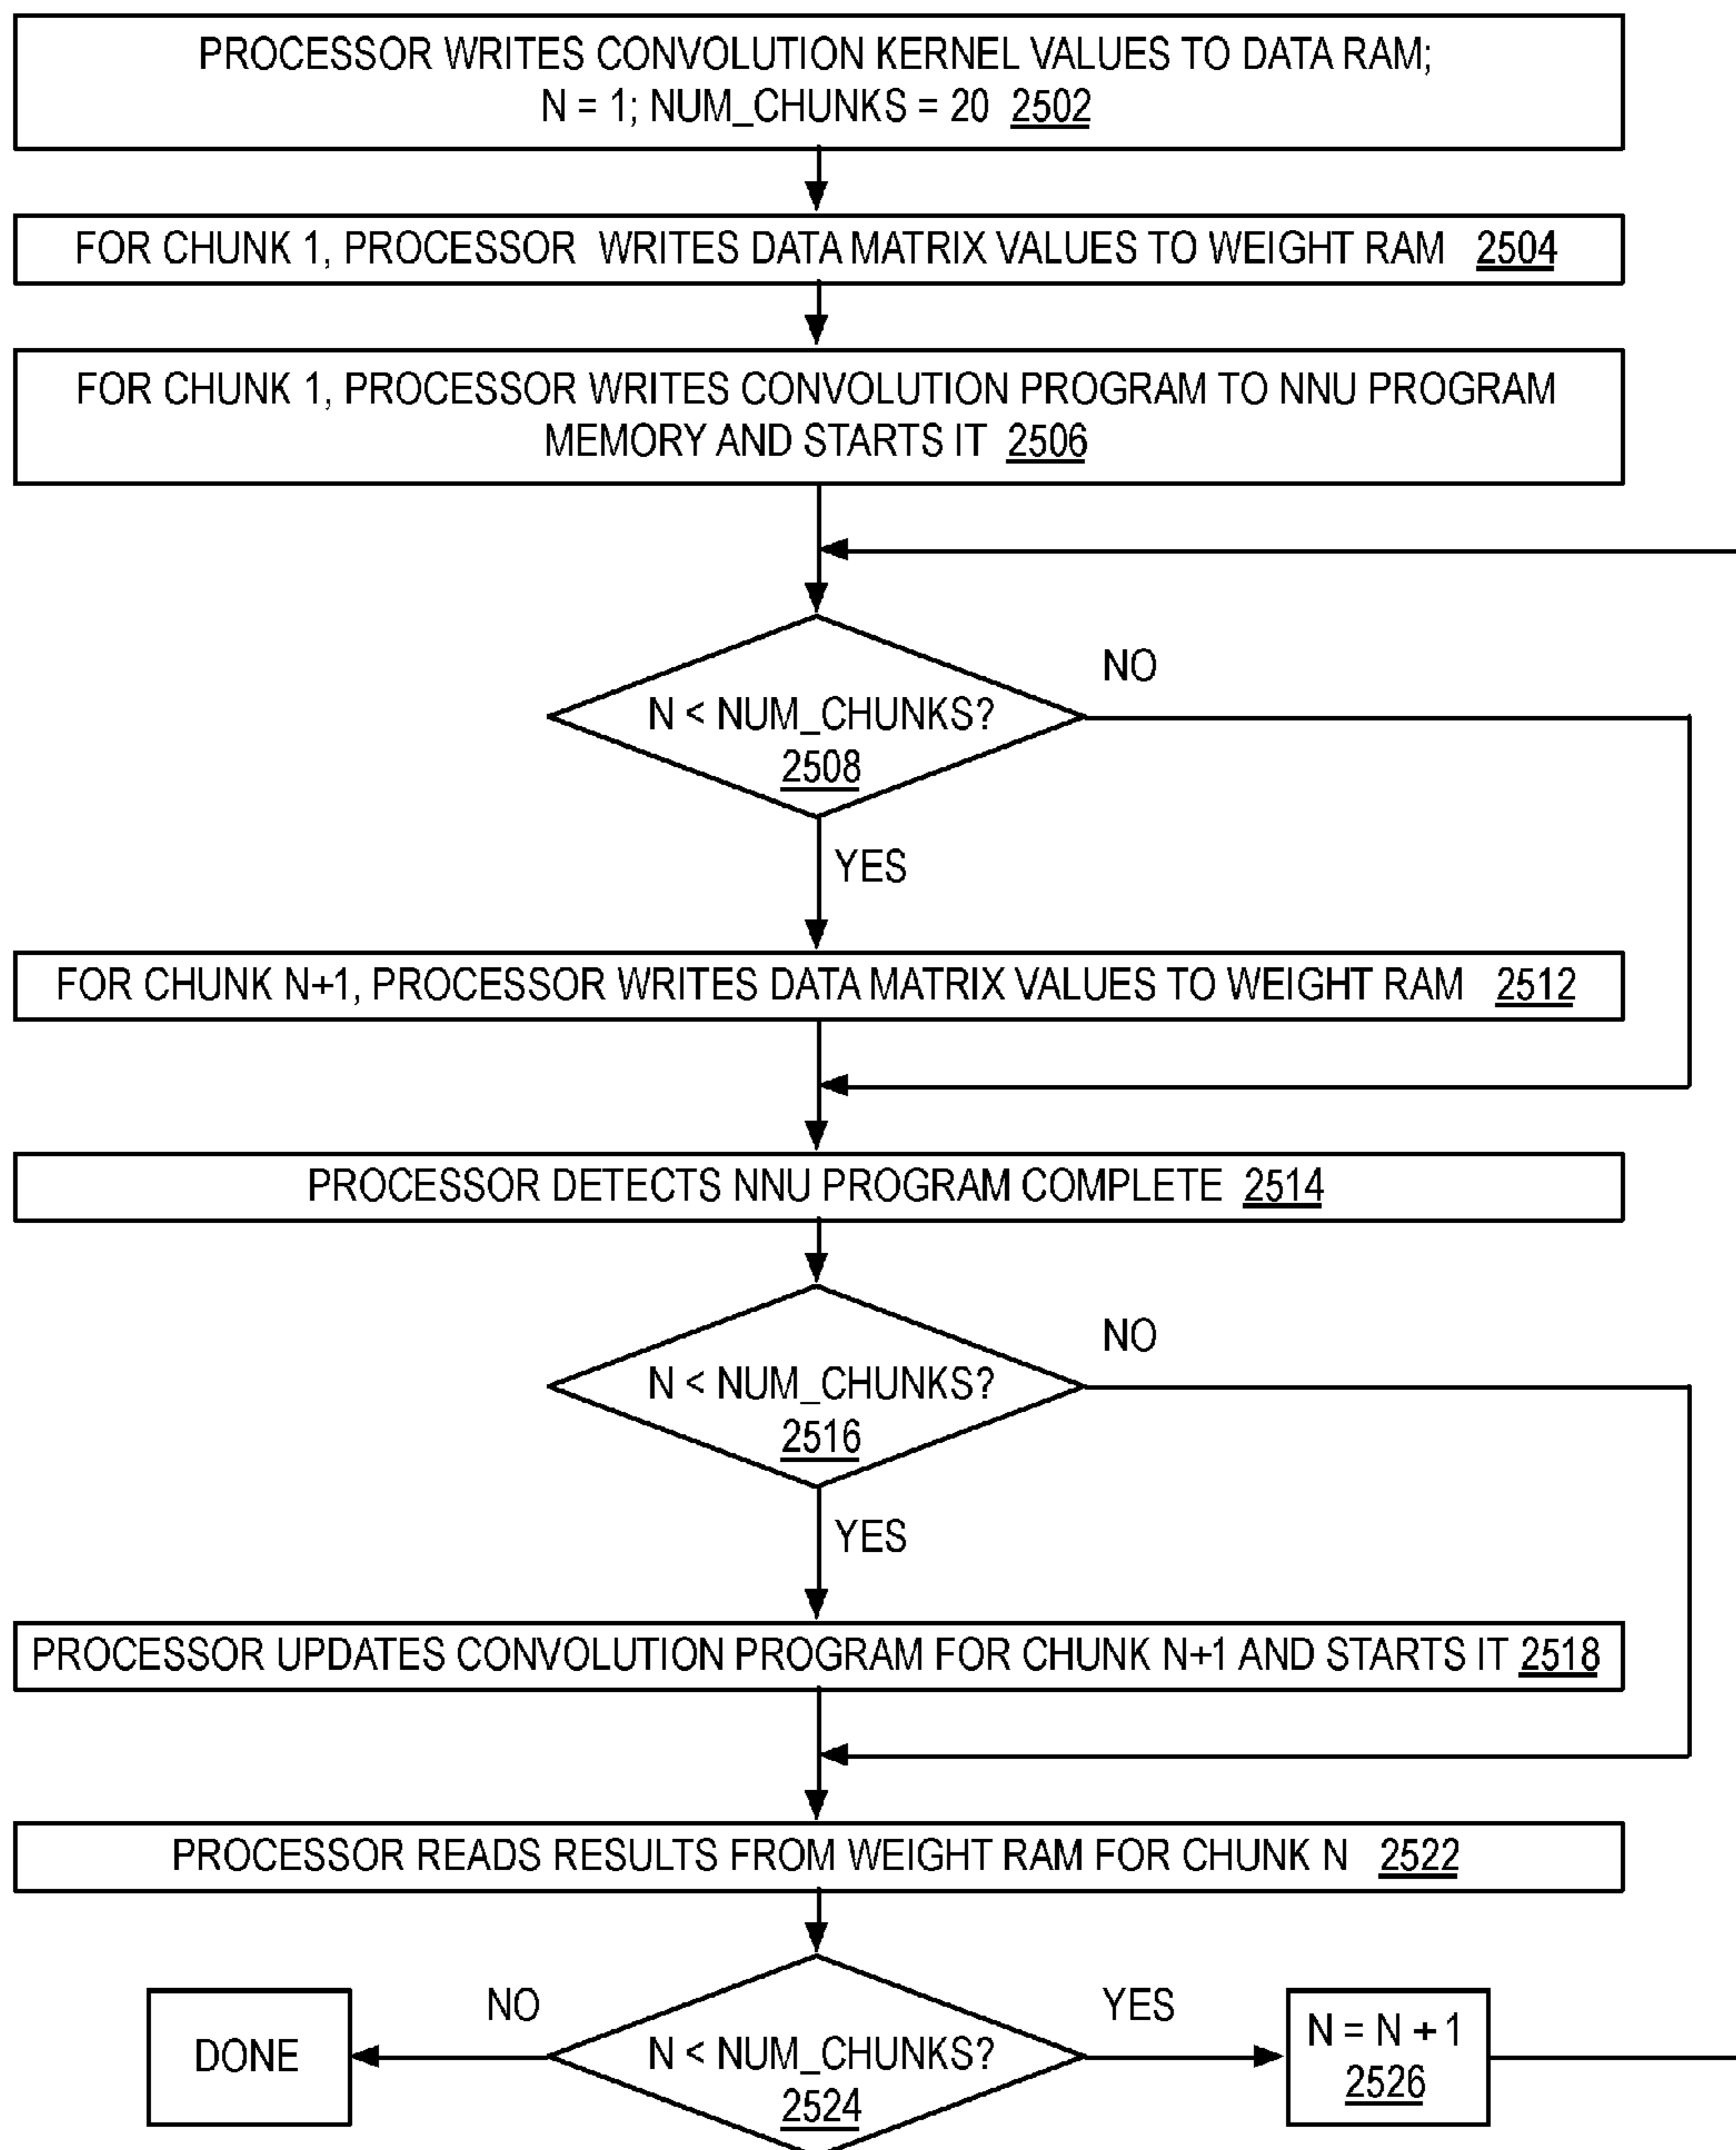 PROCESSOR WRITES CONVOLUTION KERNEL VALUES TO DATA RAM;
N = 1; NUM_CHUNKS = 20 2502
FOR CHUNK 1, PROCESSOR WRITES DATA MATRIX VALUES TO WEIGHT RAM 2504
FOR CHUNK 1, PROCESSOR WRITES CONVOLUTION PROGRAM TO NNU PROGRAM
MEMORY AND STARTS IT 2506
NO
N < NUM_CHUNKS?
2508
YES
FOR CHUNK N+1, PROCESSOR WRITES DATA MATRIX VALUES TO WEIGHT RAM 2512
PROCESSOR DETECTS NNU PROGRAM COMPLETE 2514
NO
N < NUM_CHUNKS?
2516
YES
PROCESSOR UPDATES CONVOLUTION PROGRAM FOR CHUNK N+1 AND STARTS IT 2518
PROCESSOR READS RESULTS FROM WEIGHT RAM FOR CHUNK N 2522
NO
YES
DONE
N < NUM_CHUNKS?
2524
N = N + 1
2526